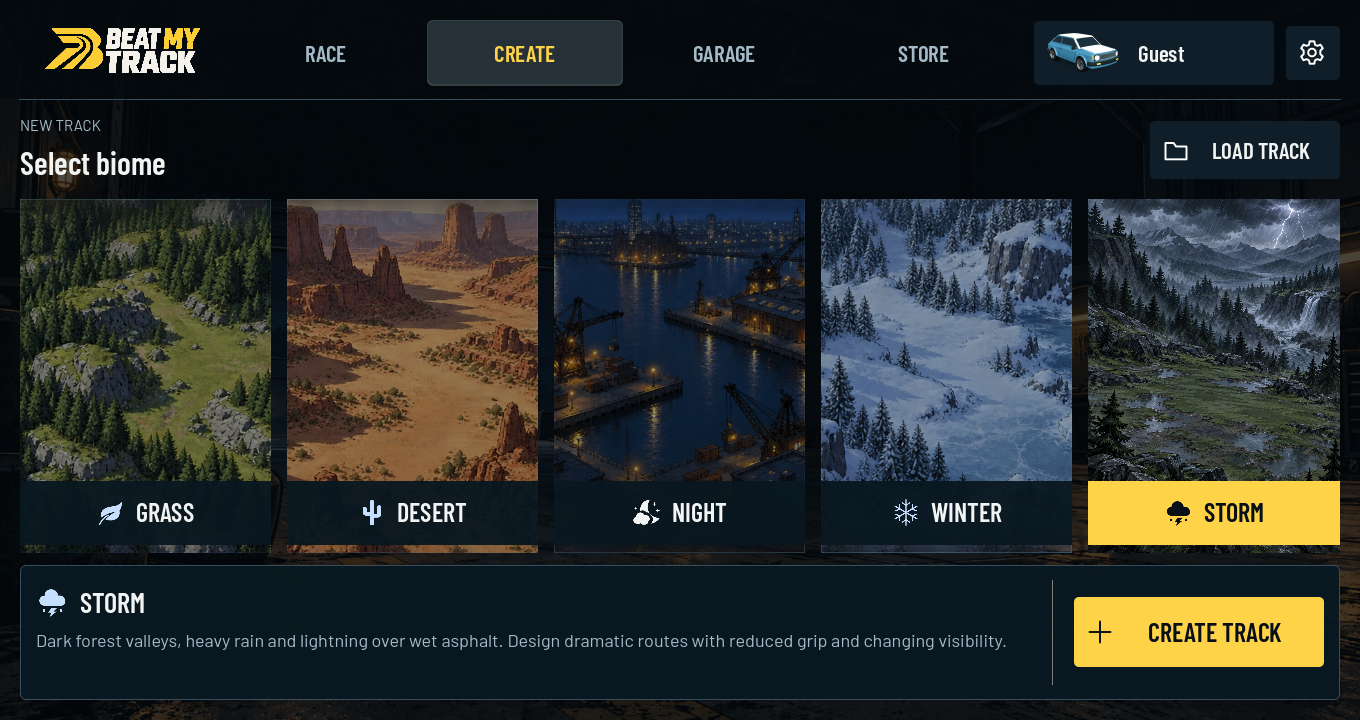 BEAT MY
TRACK
RACE
CREATE
GARAGE
STORE
Guest
NEW TRACK
Select biome
LOAD TRACK
GRASS
DESERT
NIGHT
WINTER
STORM
STORM
Dark forest valleys, heavy rain and lightning over wet asphalt. Design dramatic routes with reduced grip and changing visibility.
CREATE TRACK